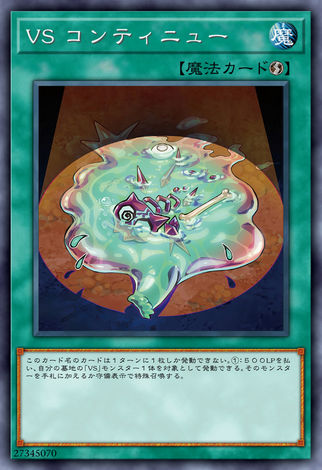 VS コンティニュー
魔
【魔法カード】
このカード名のカードは1ターンに1枚しか発動できない。①：500LPを払
い、自分の墓地の「VS」モンスター1体を対象として発動できる。そのモンスタ
ーを手札に加えるか守備表示で特殊召喚する。
27345070